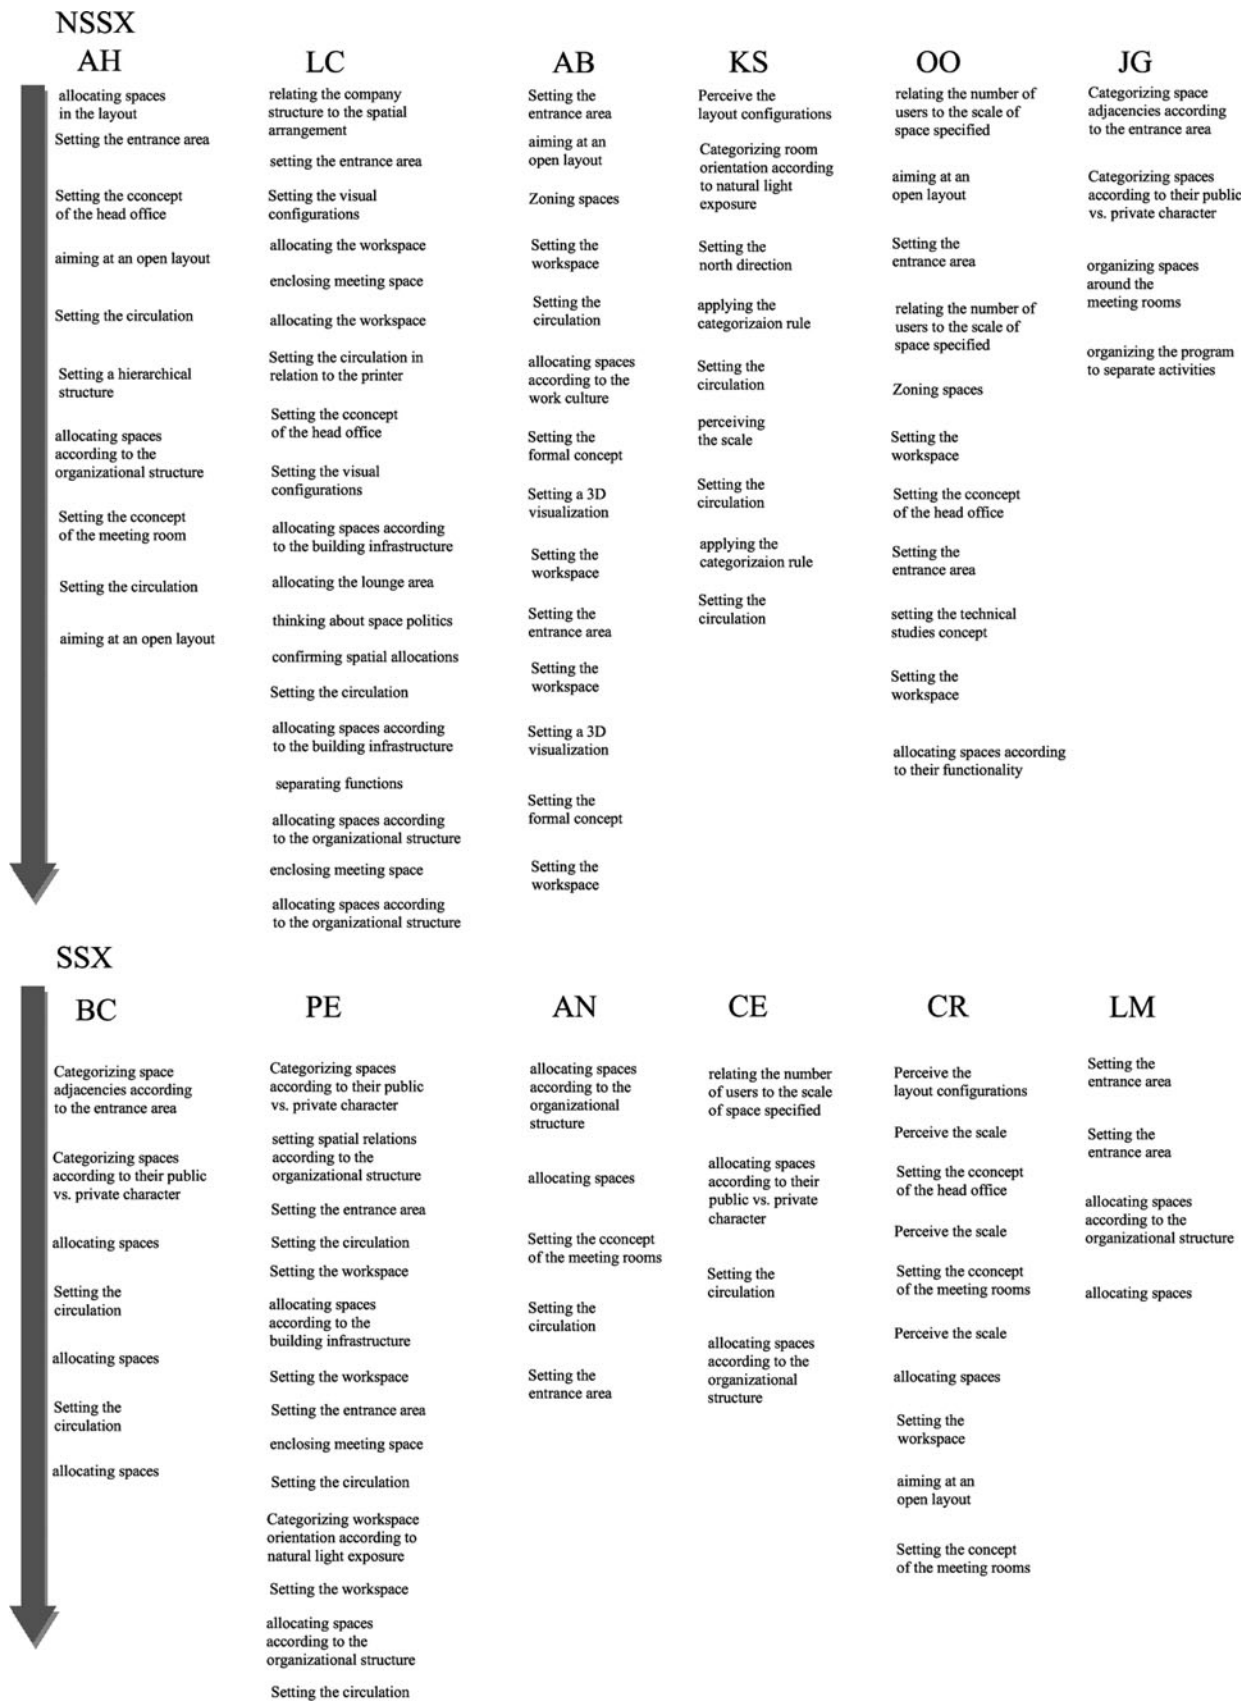 NSSX
AH
allocating spaces
in the layout
Setting the entrance area
Setting the cconcept
of the head office
aiming at an open layout
Setting the circulation
Setting a hierarchical
structure
allocating spaces
according to the
organizational structure
Setting the cconcept
of the meeting room
Setting the circulation
aiming at an open layout
LC
relating the company
structure to the spatial
arrangement
setting the entrance area
Setting the visual
configurations
allocating the workspace
enclosing meeting space
allocating the workspace
Setting the circulation in
relation to the printer
Setting the cconcept
of the head office
Setting the visual
configurations
allocating spaces according
to the building infrastructure
allocating the lounge area
thinking about space politics
confirming spatial allocations
Setting the circulation
allocating spaces according
to the building infrastructure
separating functions
allocating spaces according
to the organizational structure
enclosing meeting space
allocating spaces according
to the organizational structure
AB
Setting the
entrance area
aiming at an
open layout
Zoning spaces
Setting the
workspace
Setting the
circulation
allocating spaces
according to the
work culture
Setting the
formal concept
Setting a 3D
visualization
Setting the
workspace
Setting the
entrance area
Setting the
workspace
Setting a 3D
visualization
Setting the
formal concept
Setting the
workspace
KS
Perceive the
layout configurations
Categorizing room
orientation according
to natural light
exposure
Setting the
north direction
applying the
categorizaion rule
Setting the
circulation
perceiving
the scale
Setting the
circulation
applying the
categorizaion rule
Setting the
circulation
OO
relating the number of
users to the scale of
space specified
aiming at an
open layout
Setting the
entrance area
relating the number of
users to the scale of
space specified
Zoning spaces
Setting the
workspace
Setting the cconcept
of the head office
Setting the
entrance area
setting the technical
studies concept
Setting the
workspace
allocating spaces according
to their functionality
JG
Categorizing space
adjacencies according
to the entrance area
Categorizing spaces
according to their public
vs. private character
organizing spaces
around the
meeting rooms
organizing the program
to separate activities
SSX
BC
Categorizing space
adjacencies according
to the entrance area
Categorizing spaces
according to their public
vs. private character
allocating spaces
Setting the
circulation
allocating spaces
Setting the
circulation
allocating spaces
PE
Categorizing spaces
according to their public
vs. private character
setting spatial relations
according to the
organizational structure
Setting the entrance area
Setting the circulation
Setting the workspace
allocating spaces
according to the
building infrastructure
Setting the workspace
Setting the entrance area
enclosing meeting space
Setting the circulation
Categorizing workspace
orientation according to
natural light exposure
Setting the workspace
allocating spaces
according to the
organizational structure
Setting the circulation
AN
allocating spaces
according to the
organizational
structure
allocating spaces
Setting the cconcept
of the meeting rooms
Setting the
circulation
Setting the
entrance area
CE
relating the number
of users to the scale
of space specified
allocating spaces
according to their
public vs. private
character
Setting the
circulation
allocating spaces
according to the
organizational
structure
CR
Perceive the
layout configurations
Perceive the scale
Setting the cconcept
of the head office
Perceive the scale
Setting the cconcept
of the meeting rooms
Perceive the scale
allocating spaces
Setting the
workspace
aiming at an
open layout
Setting the concept
of the meeting rooms
LM
Setting the
entrance area
Setting the
entrance area
allocating spaces
according to the
organizational structure
allocating spaces